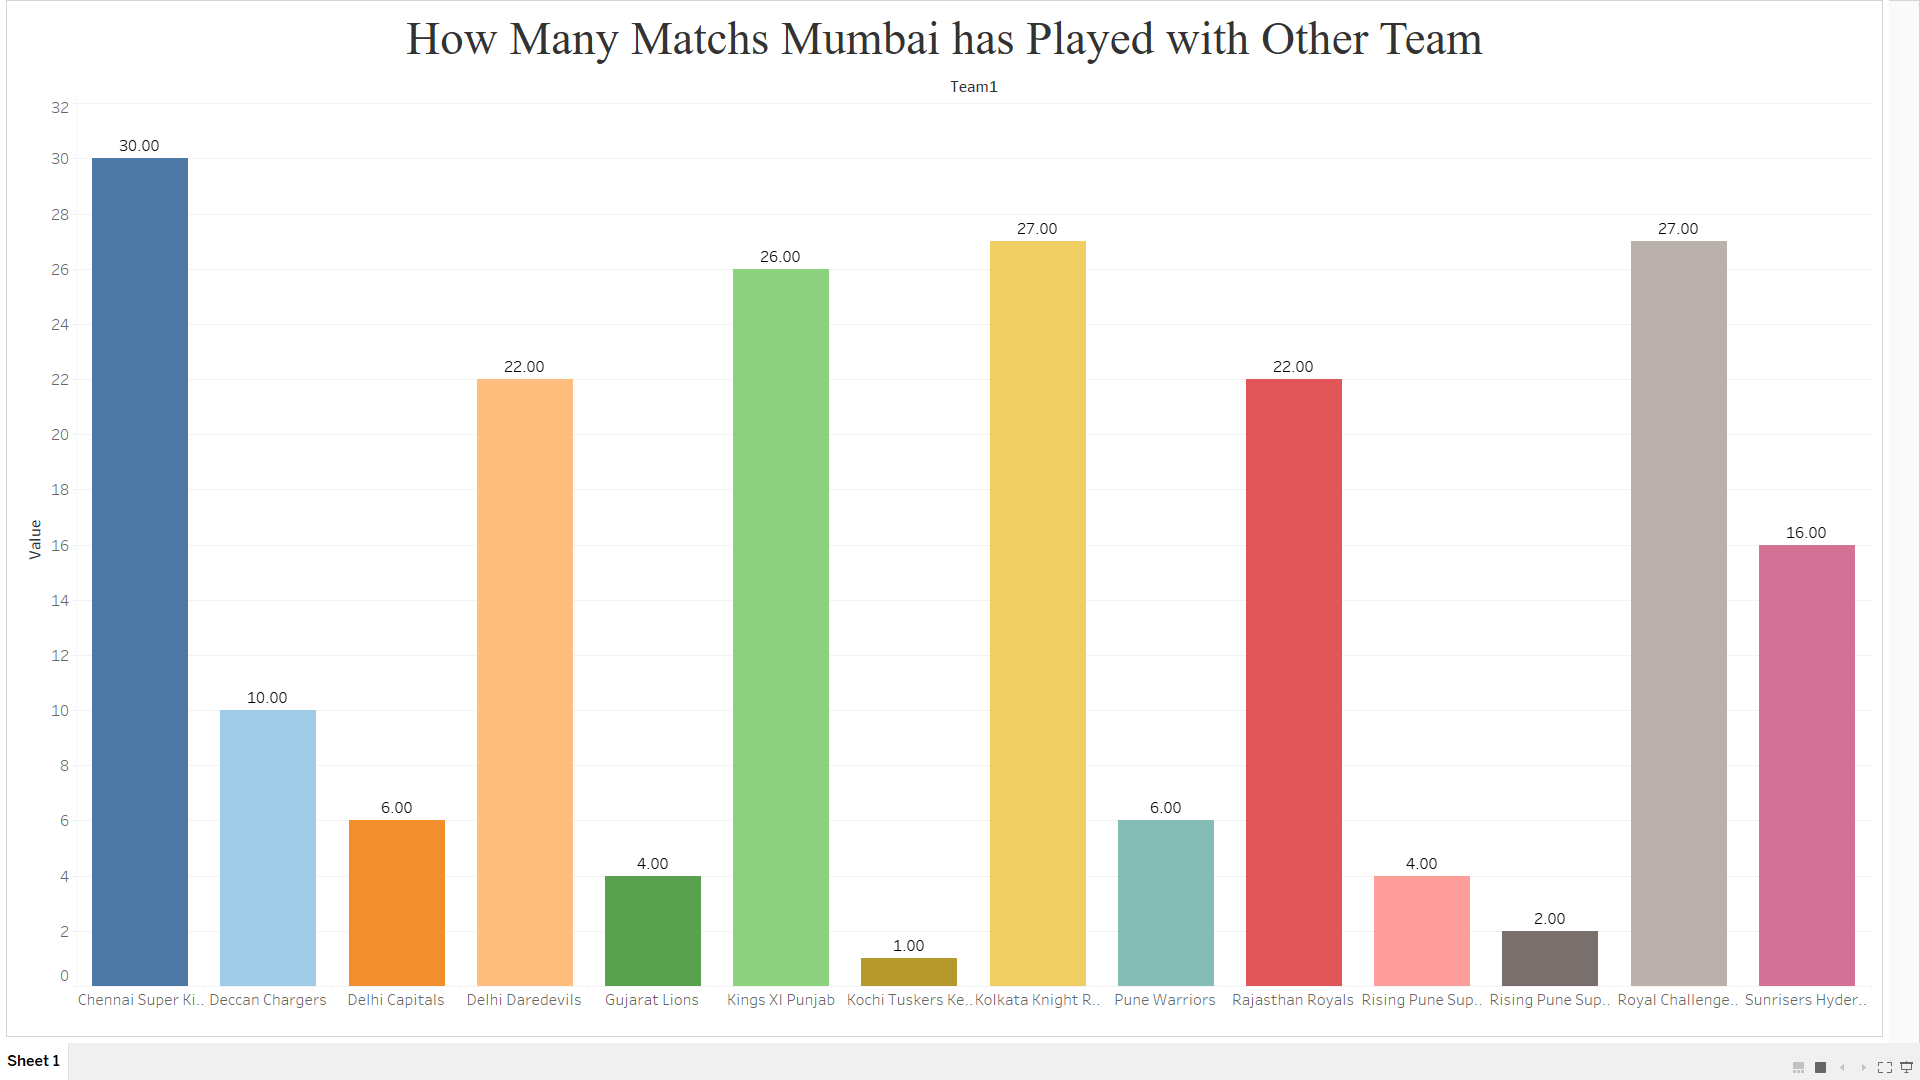 How Many Matchs Mumbai has Played with Other Team
Team1
32
30
28
26
24
22
20
18
16
14
12
10
8
6
4
2
0
Value
30.00
10.00
6.00
22.00
4.00
26.00
1.00
27.00
6.00
22.00
4.00
2.00
27.00
16.00
Chennai Super Ki..
Deccan Chargers
Delhi Capitals
Delhi Daredevils
Gujarat Lions
Kings XI Punjab
Kochi Tuskers Ke..
Kolkata Knight R..
Pune Warriors
Rajasthan Royals
Rising Pune Sup..
Rising Pune Sup..
Royal Challenge..
Sunrisers Hyder..
Sheet 1